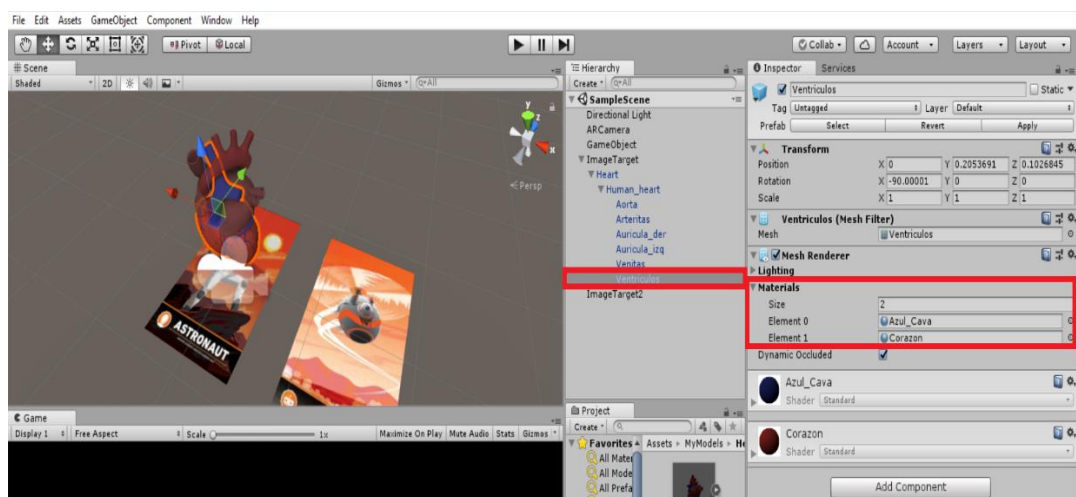 File Edit Assets GameObject Component Window Help
Pivot Local Collab Account Layers Layout
Scene
Shaded 2D Gizmos All
y z x
Persp
ASTRONAUT
Game
Display 1 Free Aspect Scale 1x Maximize On Play Mute Audio Stats Gizmos
Hierarchy
Create All
SampleScene
Directional Light
ARCamera
GameObject
ImageTarget
Heart
Human_heart
Aorta
Arteritas
Auricula_der
Auricula_izq
Venitas
Ventriculos
ImageTarget2
Project
Create
Favorites Assets MyModels He
All Mater
All Mode
All Prefa
Inspector Services
Ventriculos Static
Tag Untagged Layer Default
Prefab Select Revert Apply
Transform
Position X 0 Y 0.2053691 Z 0.1026845
Rotation X -90.00001 Y 0 Z 0
Scale X 1 Y 1 Z 1
Ventriculos (Mesh Filter)
Mesh Ventriculos
Mesh Renderer
Lighting
Materials
Size 2
Element 0 Azul_Cava
Element 1 Corazon
Dynamic Occluded
Azul_Cava
Shader Standard
Corazon
Shader Standard
Add Component